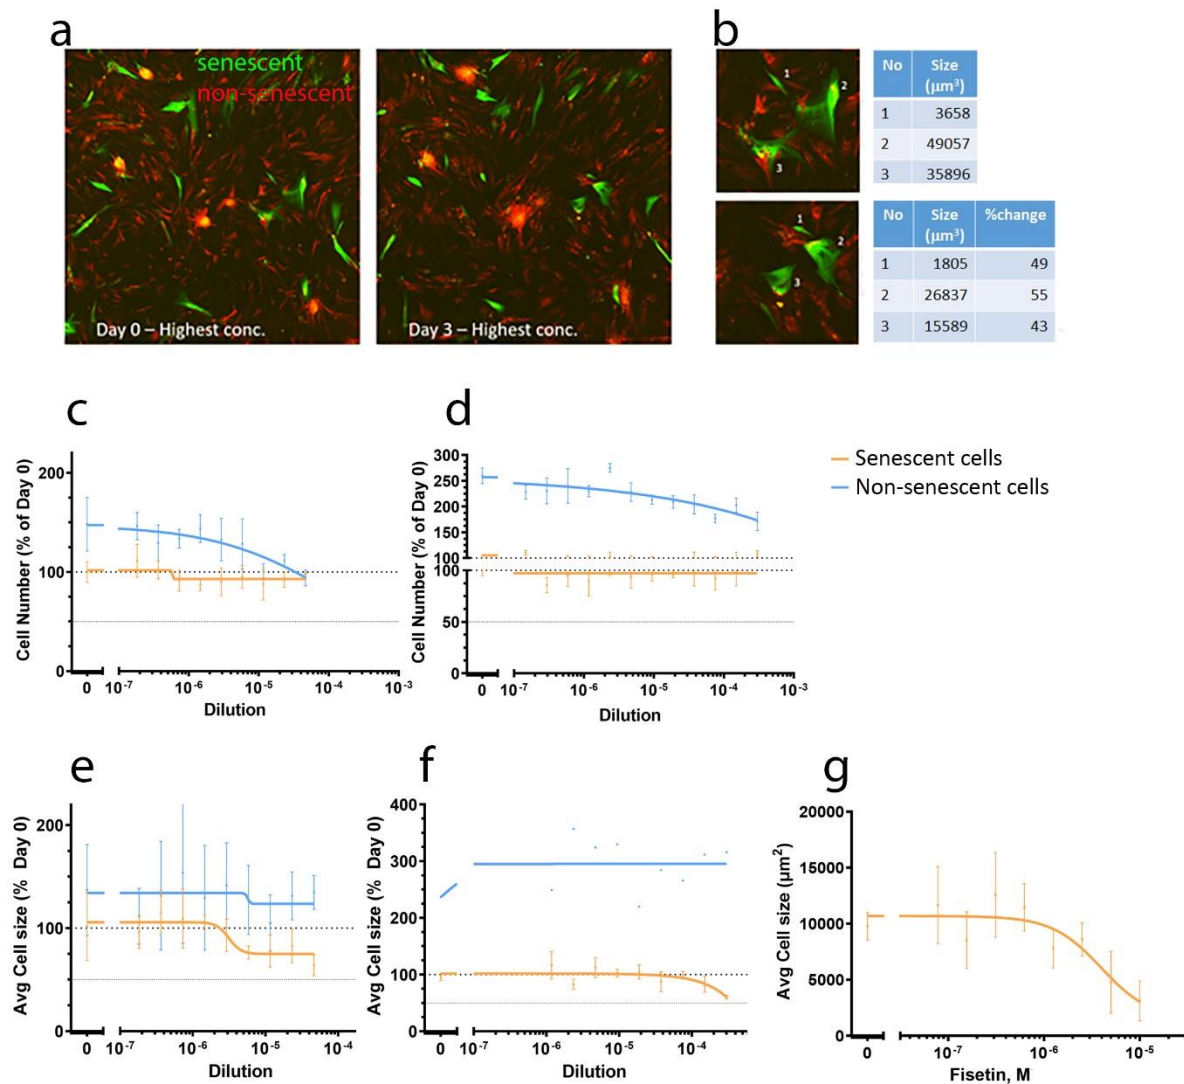 a
senescent
non-senescent
Day 0 – Highest conc.
Day 3 – Highest conc.
b
1
2
3
No Size (μm³)
1 3658
2 49057
3 35896
1
2
3
No Size (μm³) %change
1 1805 49
2 26837 55
3 15589 43
c
Cell Number (% of Day 0)
200
100
0
0 10⁻⁷ 10⁻⁶ 10⁻⁵ 10⁻⁴ 10⁻³
Dilution
d
Cell Number (% of Day 0)
300
250
200
150
100
100
50
0
0 10⁻⁷ 10⁻⁶ 10⁻⁵ 10⁻⁴ 10⁻³
Dilution
Senescent cells
Non-senescent cells
e
Avg Cell size (% Day 0)
200
100
0
0 10⁻⁷ 10⁻⁶ 10⁻⁵ 10⁻⁴
Dilution
f
Avg Cell size (% Day 0)
400
300
200
100
0
0 10⁻⁷ 10⁻⁶ 10⁻⁵ 10⁻⁴
Dilution
g
Avg Cell size (μm²)
20000
15000
10000
5000
0
0 10⁻⁷ 10⁻⁶ 10⁻⁵
Fisetin, M